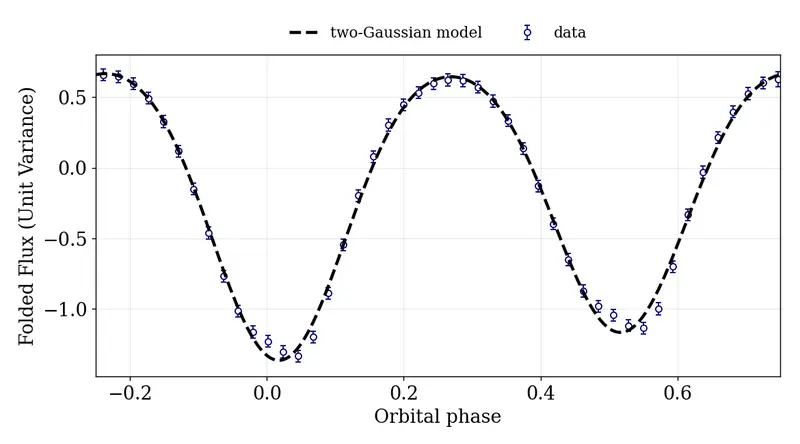 two-Gaussian model
data
Folded Flux (Unit Variance)
0.5
0.0
−0.5
−1.0
−0.2
0.0
0.2
0.4
0.6
Orbital phase